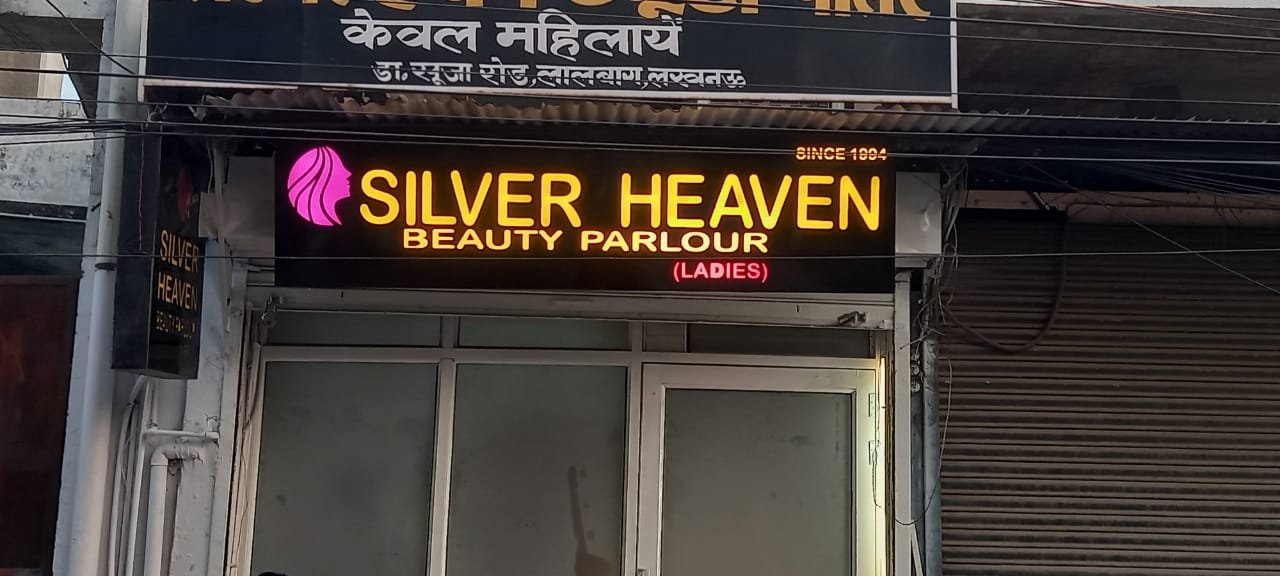 केवल महिलायें
डा. खूजा रोड, लालबाग, लखनऊ
SINCE 1994
SILVER HEAVEN
BEAUTY PARLOUR
(LADIES)
SILVER
HEAVEN